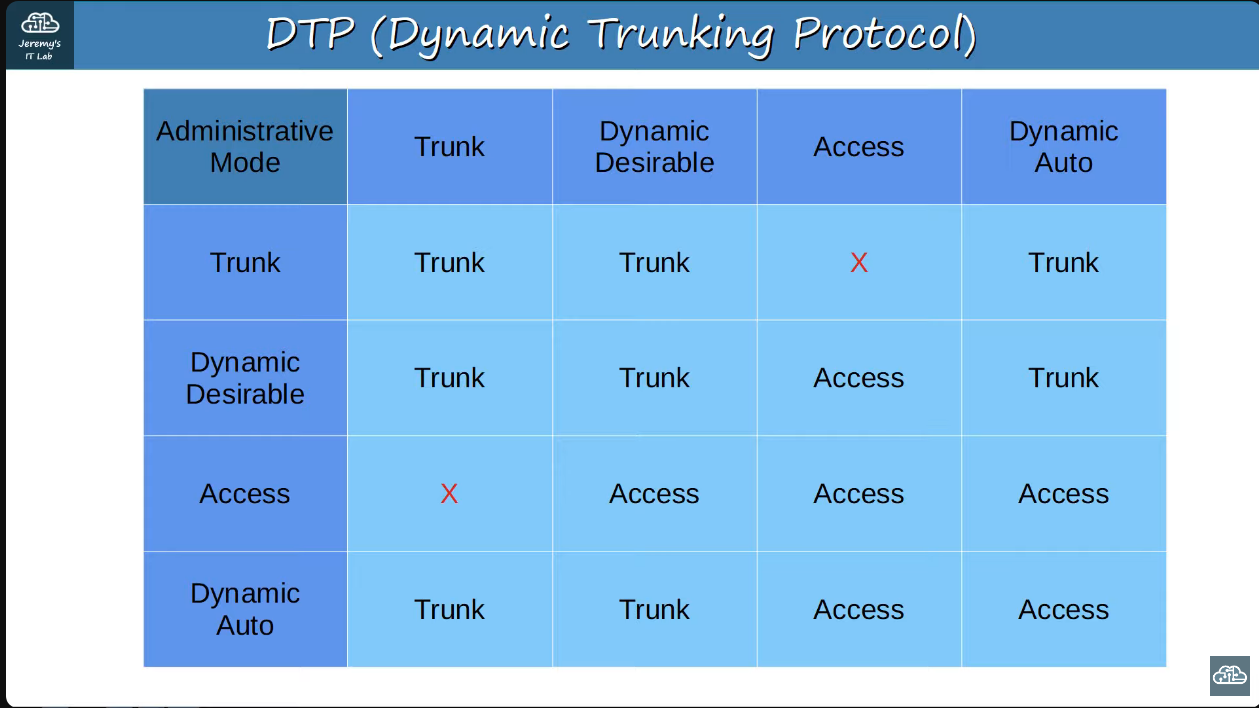 Jeremy's
IT Lab
DTP (Dynamic Trunking Protocol)
Administrative
Mode
Trunk
Dynamic
Desirable
Access
Dynamic
Auto
Trunk
Trunk
Trunk
X
Trunk
Dynamic
Desirable
Trunk
Trunk
Access
Trunk
Access
X
Access
Access
Access
Dynamic
Auto
Trunk
Trunk
Access
Access